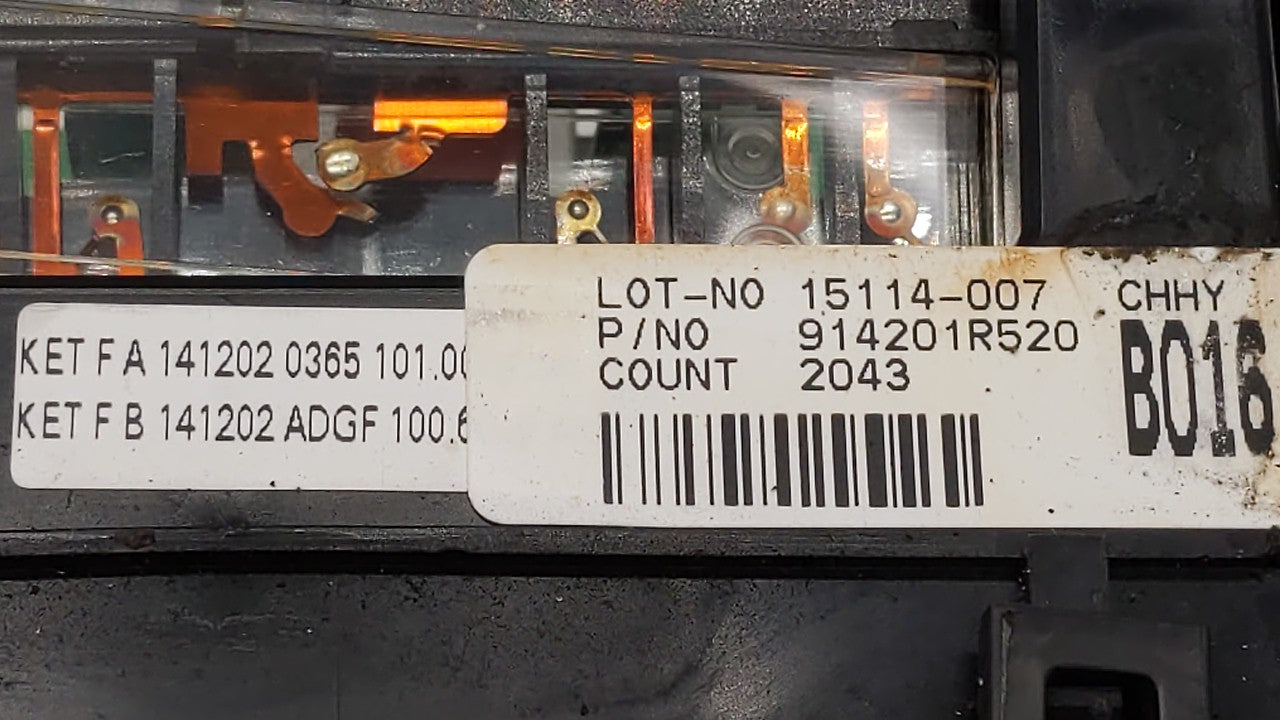 KET F A 141202 0365 101.00
KET F B 141202 ADGF 100.6
LOT-NO 15114-007 CHHY
P/NO 914201R520
COUNT 2043
B016